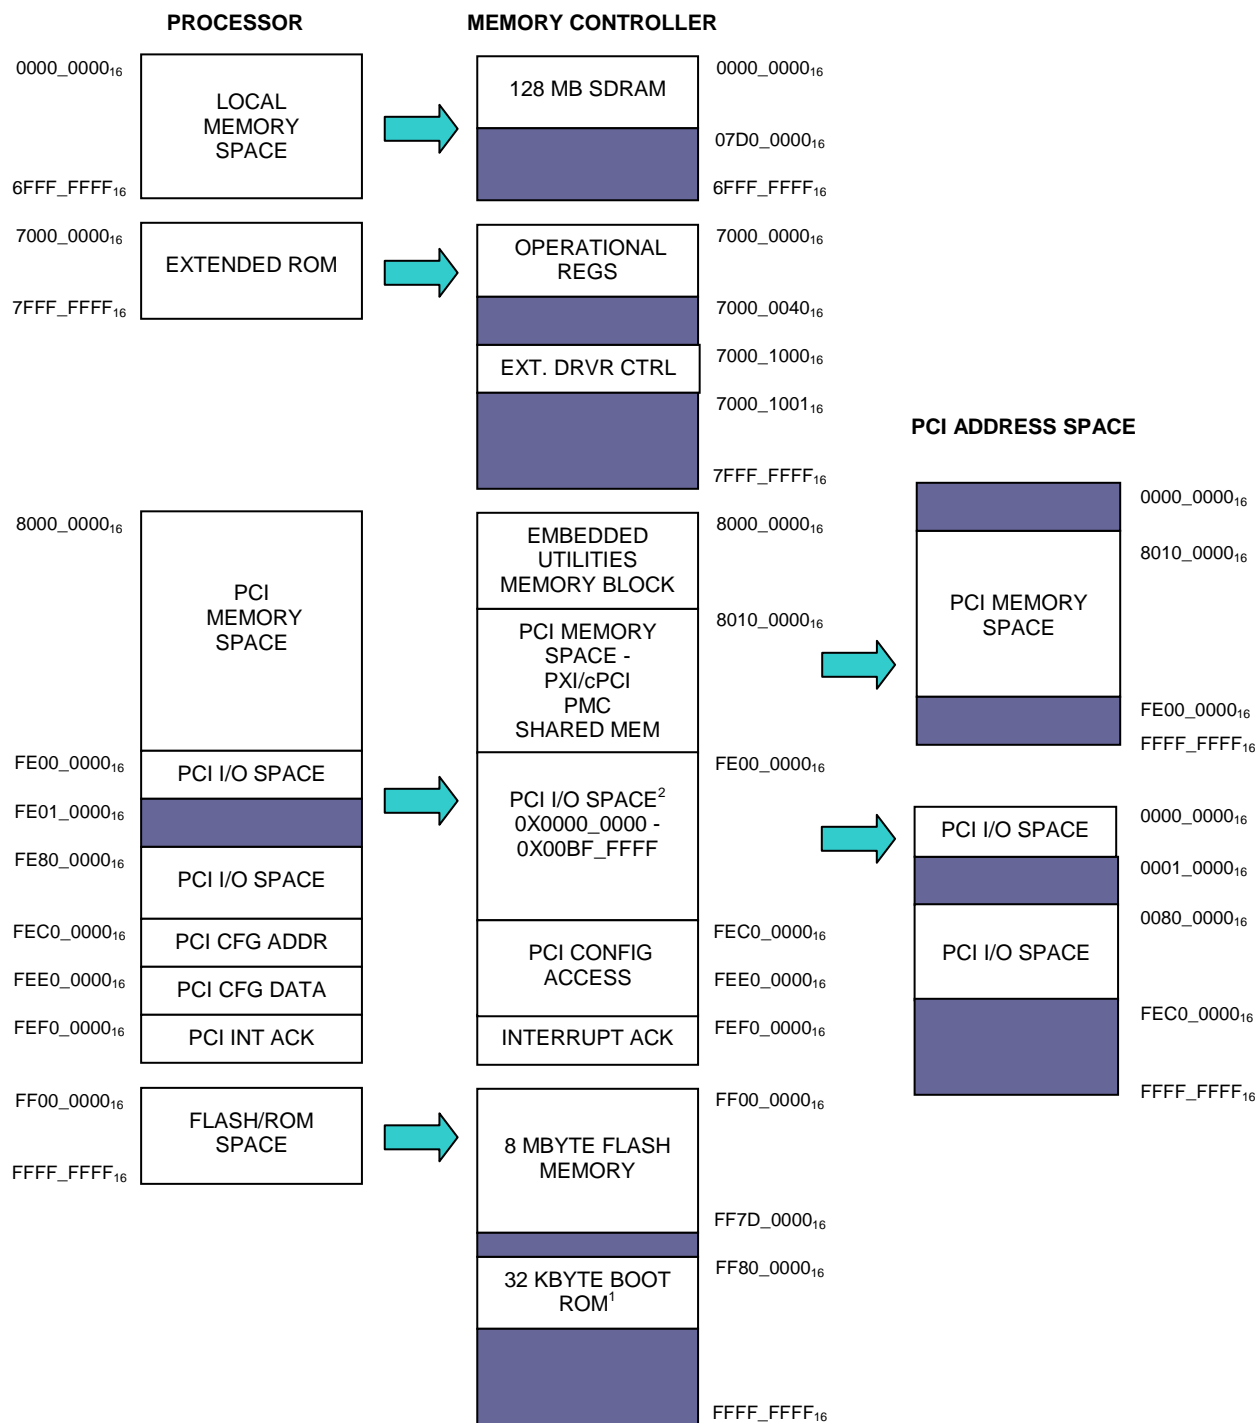 PROCESSOR
MEMORY CONTROLLER
0000_0000₁₆
LOCAL
MEMORY
SPACE
6FFF_FFFF₁₆
128 MB SDRAM
0000_0000₁₆
07D0_0000₁₆
6FFF_FFFF₁₆
7000_0000₁₆
EXTENDED ROM
7FFF_FFFF₁₆
OPERATIONAL
REGS
7000_0000₁₆
7000_0040₁₆
EXT. DRVR CTRL
7000_1000₁₆
7000_1001₁₆
7FFF_FFFF₁₆
PCI ADDRESS SPACE
8000_0000₁₆
PCI
MEMORY
SPACE
FE00_0000₁₆
PCI I/O SPACE
FE01_0000₁₆
FE80_0000₁₆
PCI I/O SPACE
FEC0_0000₁₆
PCI CFG ADDR
FEE0_0000₁₆
PCI CFG DATA
FEF0_0000₁₆
PCI INT ACK
EMBEDDED
UTILITIES
MEMORY BLOCK
8000_0000₁₆
PCI MEMORY
SPACE -
PXI/cPCI
PMC
SHARED MEM
8010_0000₁₆
PCI I/O SPACE²
0X0000_0000 -
0X00BF_FFFF
FE00_0000₁₆
PCI CONFIG
ACCESS
FEC0_0000₁₆
FEE0_0000₁₆
INTERRUPT ACK
FEF0_0000₁₆
0000_0000₁₆
8010_0000₁₆
PCI MEMORY
SPACE
FE00_0000₁₆
FFFF_FFFF₁₆
PCI I/O SPACE
0000_0000₁₆
0001_0000₁₆
0080_0000₁₆
PCI I/O SPACE
FEC0_0000₁₆
FFFF_FFFF₁₆
FF00_0000₁₆
FLASH/ROM
SPACE
FFFF_FFFF₁₆
8 MBYTE FLASH
MEMORY
FF00_0000₁₆
FF7D_0000₁₆
32 KBYTE BOOT
ROM¹
FF80_0000₁₆
FFFF_FFFF₁₆